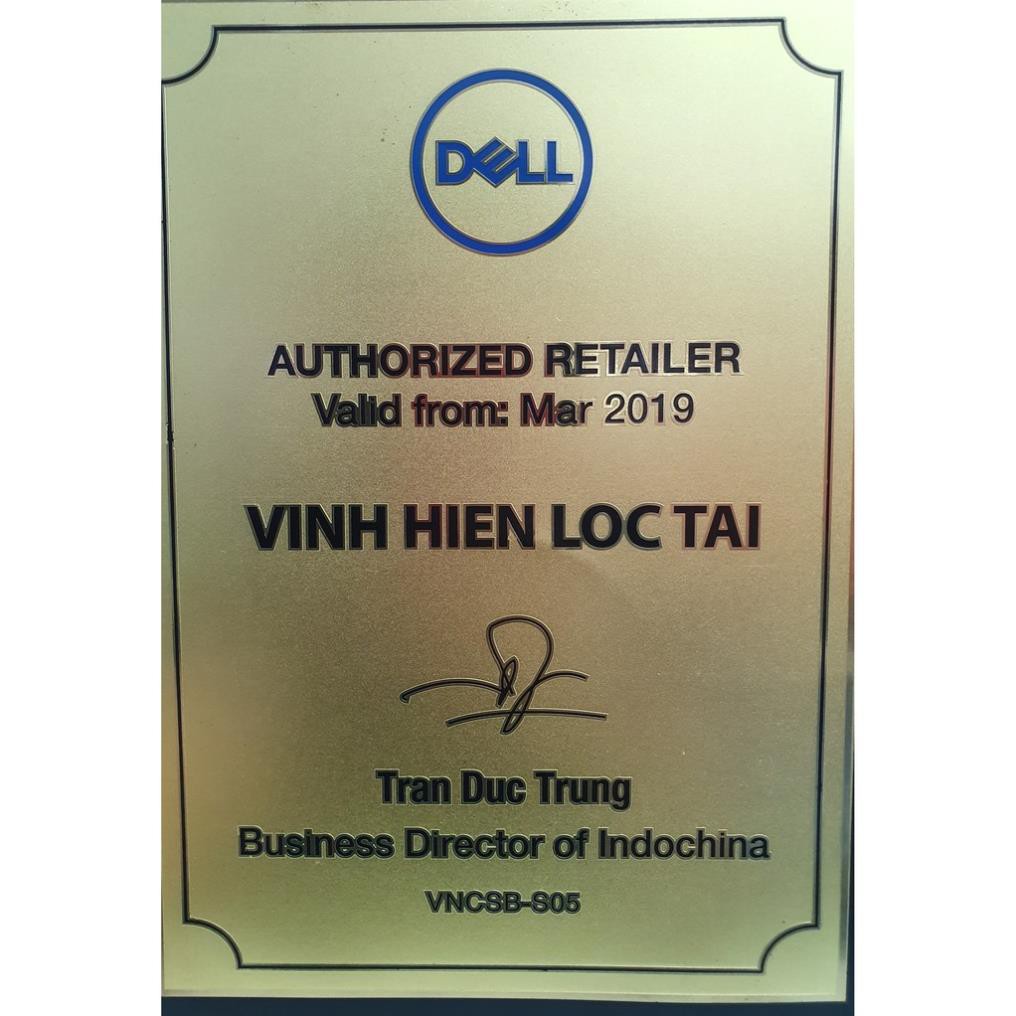 DELL
AUTHORIZED RETAILER
Valid from: Mar 2019
VINH HIEN LOC TAI
Tran Duc Trung
Business Director of Indochina
VNCSB-S05